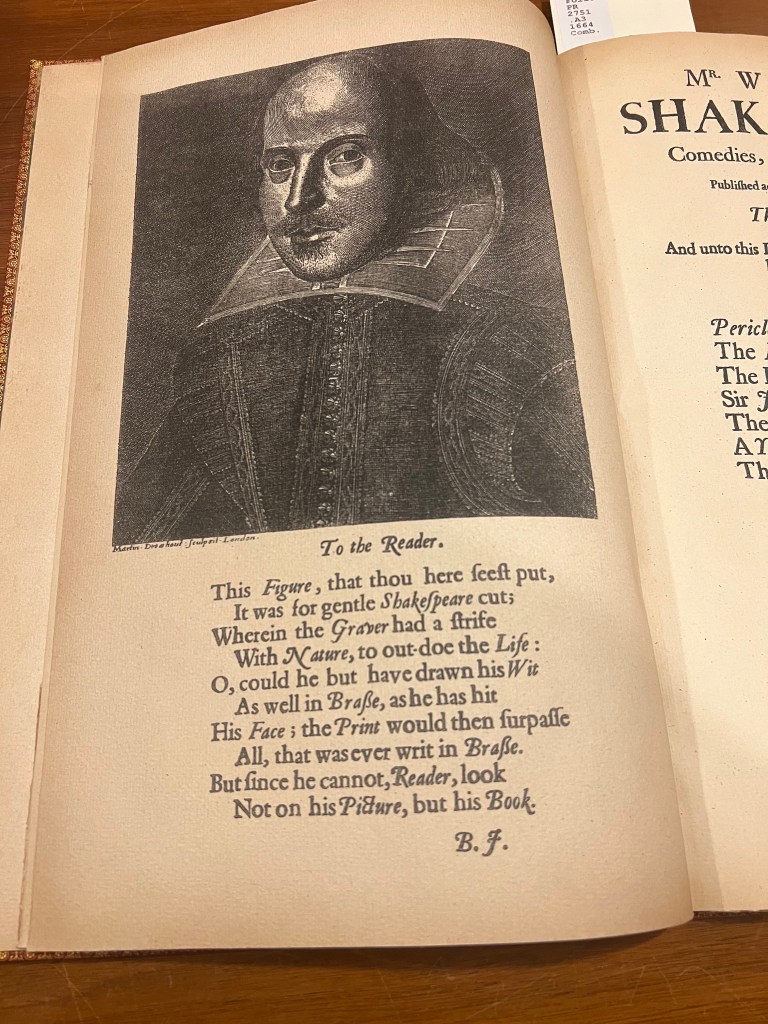 PR
2751
.A3
1664
Comb.
Martin · Droeshout · sculpsit · London ·
To the Reader.
This Figure, that thou here ſeeſt put,
It was for gentle Shakeſpeare cut;
Wherein the Graver had a ſtrife
With Nature, to out-doe the Life :
O, could he but have drawn his Wit
As well in Braſſe, as he has hit
His Face ; the Print would then ſurpaſſe
All, that was ever writ in Braſſe.
But ſince he cannot, Reader, look
Not on his Picture, but his Book.
B. J.
Mr. W
SHAK
Comedies,
Publiſhed a
Th
And unto this
Pericl
The
The
Sir
The
A Y
Th